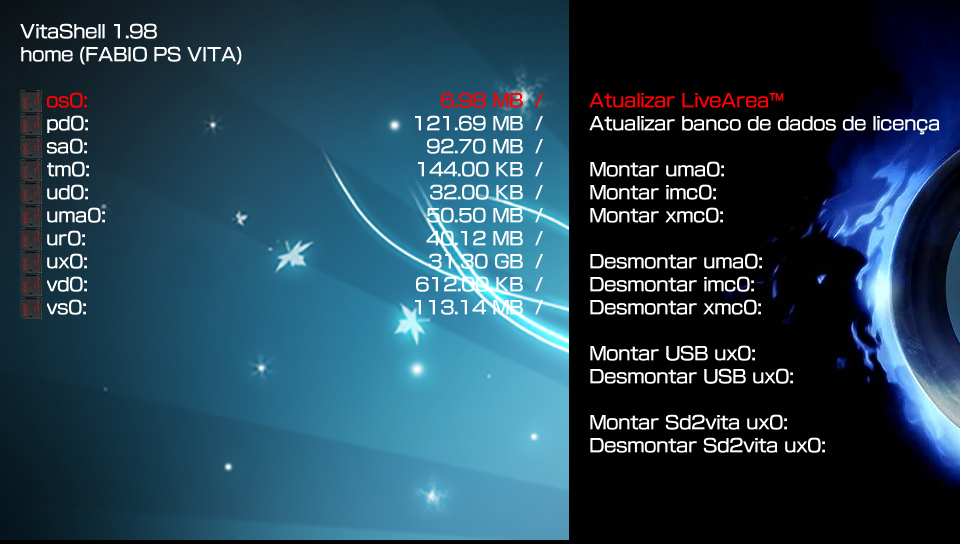 VitaShell 1.98
home (FABIO PS VITA)
os0: 6.98 MB /
pd0: 121.69 MB /
sa0: 92.70 MB /
tm0: 144.00 KB /
ud0: 32.00 KB /
uma0: 50.50 MB /
ur0: 40.12 MB /
ux0: 31.30 GB /
vd0: 612.00 KB /
vs0: 113.14 MB /
Atualizar LiveArea™
Atualizar banco de dados de licença
Montar uma0:
Montar imc0:
Montar xmc0:
Desmontar uma0:
Desmontar imc0:
Desmontar xmc0:
Montar USB ux0:
Desmontar USB ux0:
Montar Sd2vita ux0:
Desmontar Sd2vita ux0: